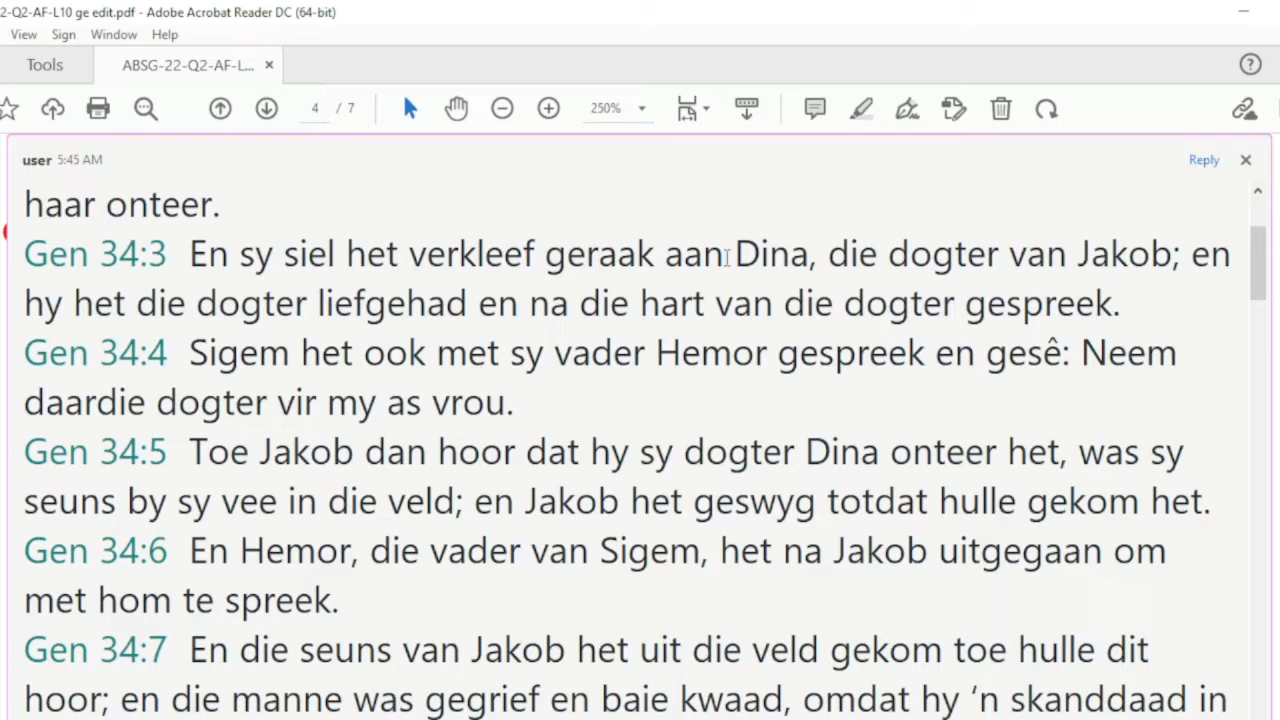 2-Q2-AF-L10 ge edit.pdf - Adobe Acrobat Reader DC (64-bit)
View Sign Window Help
Tools ABSG-22-Q2-AF-L... ×
4 / 7 250%
user 5:45 AM Reply
haar onteer.
Gen 34:3 En sy siel het verkleef geraak aan Dina, die dogter van Jakob; en
hy het die dogter liefgehad en na die hart van die dogter gespreek.
Gen 34:4 Sigem het ook met sy vader Hemor gespreek en gesê: Neem
daardie dogter vir my as vrou.
Gen 34:5 Toe Jakob dan hoor dat hy sy dogter Dina onteer het, was sy
seuns by sy vee in die veld; en Jakob het geswyg totdat hulle gekom het.
Gen 34:6 En Hemor, die vader van Sigem, het na Jakob uitgegaan om
met hom te spreek.
Gen 34:7 En die seuns van Jakob het uit die veld gekom toe hulle dit
hoor; en die manne was gegrief en baie kwaad, omdat hy ‘n skanddaad in